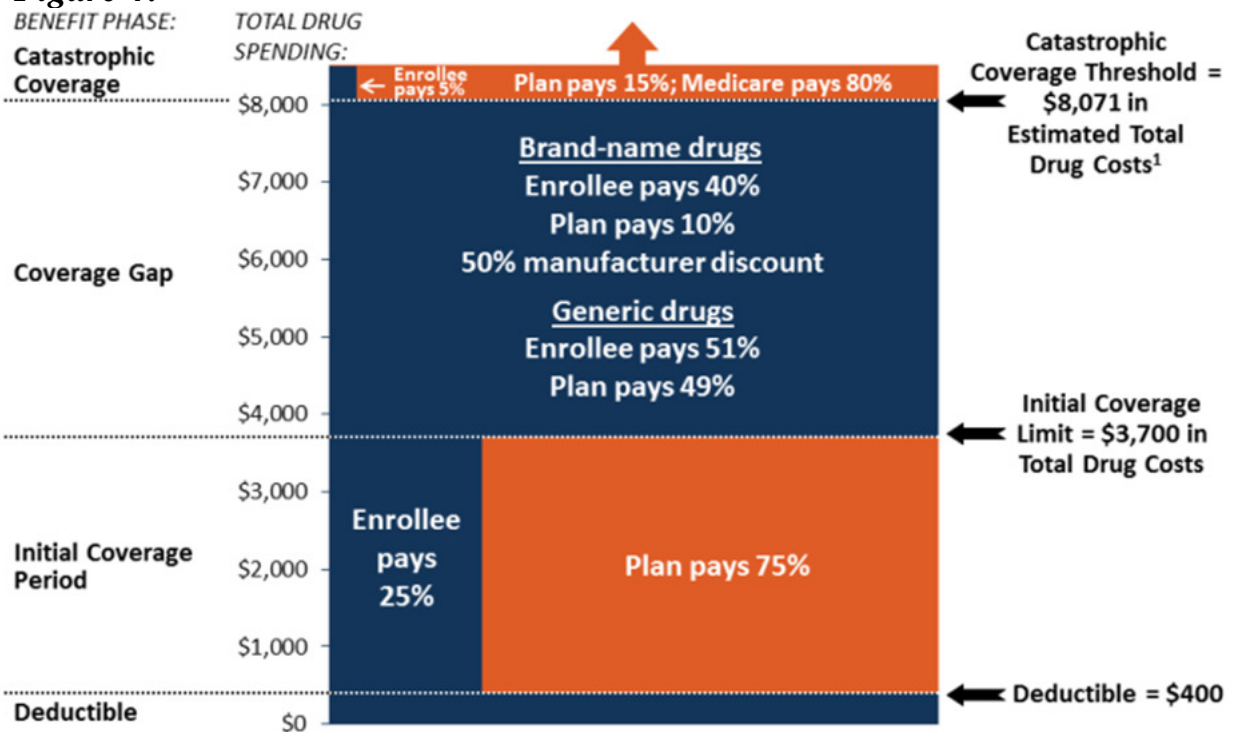 BENEFIT PHASE:
TOTAL DRUG
SPENDING:
Catastrophic
Coverage
Enrollee
pays 5%
Plan pays 15%; Medicare pays 80%
Catastrophic
Coverage Threshold =
$8,071 in
Estimated Total
Drug Costs1
$8,000
Brand-name drugs
Enrollee pays 40%
Plan pays 10%
50% manufacturer discount
Generic drugs
Enrollee pays 51%
Plan pays 49%
$7,000
$6,000
Coverage Gap
$5,000
$4,000
Initial Coverage
Limit = $3,700 in
Total Drug Costs
$3,000
Enrollee
pays
25%
Plan pays 75%
Initial Coverage
Period
$2,000
$1,000
Deductible = $400
Deductible
$0